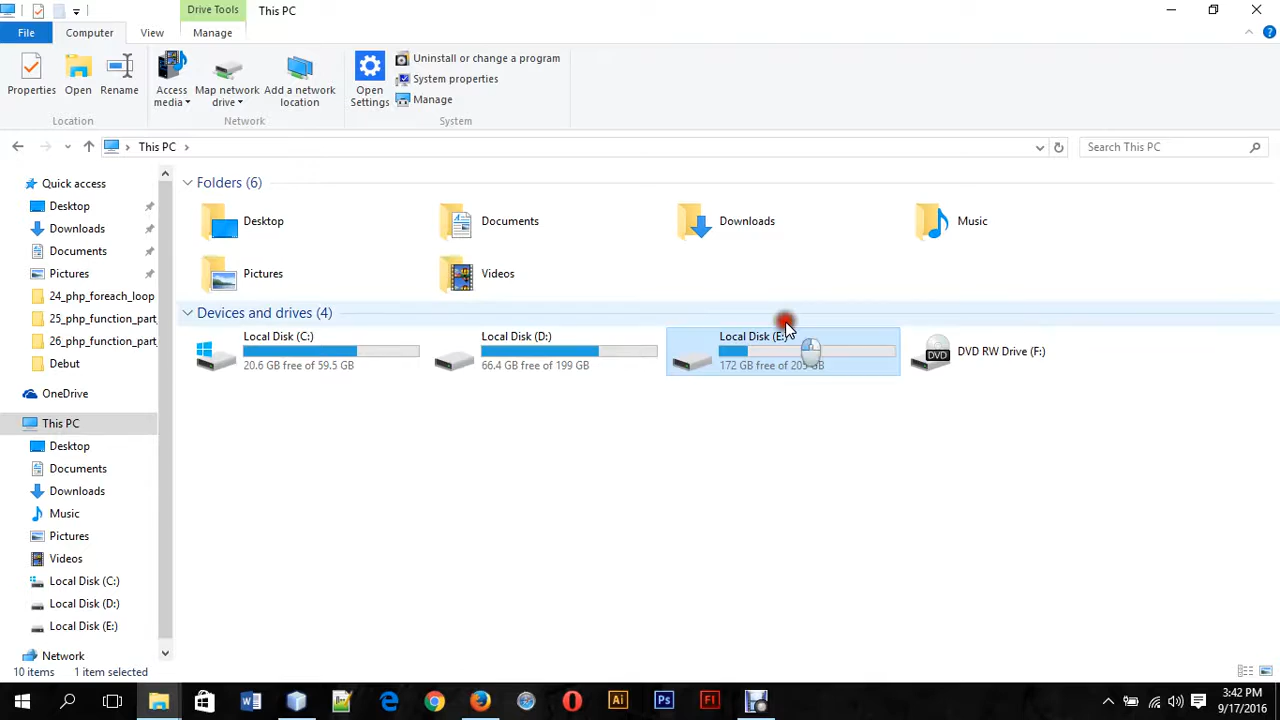 Drive Tools
This PC
File
Computer
View
Manage
Properties
Open
Rename
Access media
Map network drive
Add a network location
Open Settings
Uninstall or change a program
System properties
Manage
Location
Network
System
This PC
Search This PC
Quick access
Desktop
Downloads
Documents
Pictures
24_php_foreach_loop
25_php_function_part_
26_php_function_part_
Debut
OneDrive
This PC
Desktop
Documents
Downloads
Music
Pictures
Videos
Local Disk (C:)
Local Disk (D:)
Local Disk (E:)
Network
Folders (6)
Desktop
Documents
Downloads
Music
Pictures
Videos
Devices and drives (4)
Local Disk (C:)
20.6 GB free of 59.5 GB
Local Disk (D:)
66.4 GB free of 199 GB
Local Disk (E:)
172 GB free of 205 GB
DVD
DVD RW Drive (F:)
10 items
1 item selected
Ai
Ps
Fl
3:42 PM
9/17/2016